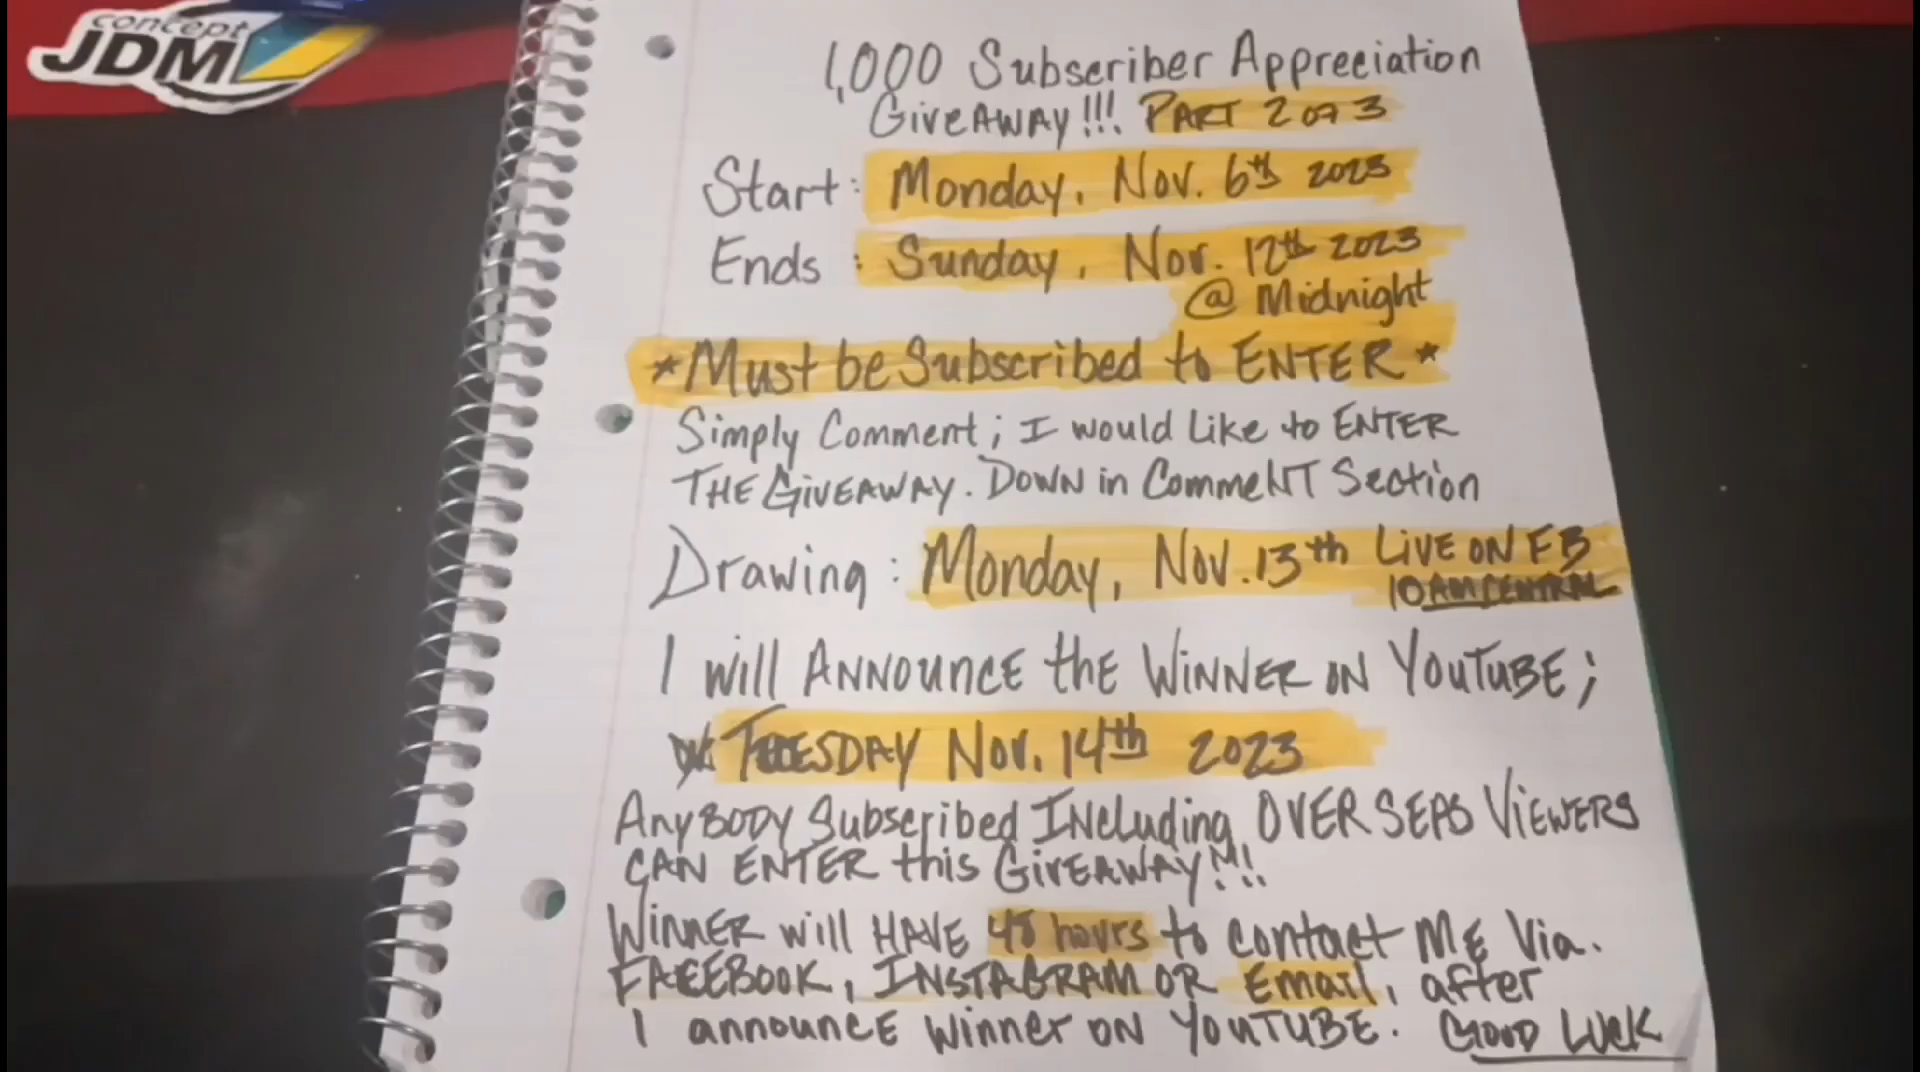 concept
JDM
1,000 Subscriber Appreciation
GiveAWAY!!! PART 2 of 3
Start: Monday, Nov. 6th 2023
Ends: Sunday, Nov. 12th 2023
@ Midnight
*Must be Subscribed to ENTER*
Simply Comment; I would Like to ENTER
THE GiVEAWAY. DOWN in CommeNT Section
Drawing: Monday, Nov. 13th LiVE ON FB
10AM CENTRAL
I will ANNOUNCE the WINNER ON YOUTUBE;
TUESDAY Nov. 14th 2023
AnyBODY Subscribed INcLuding OVER SEAS ViEWERS
CAN ENTER this GivEAWAY!!!
WINNER will HAVE 48 hours to contact ME Via.
FACEBOOK, INSTAGRAM OR Email, after
I announcE winner ON YOUTUBE. GOOD LUCK